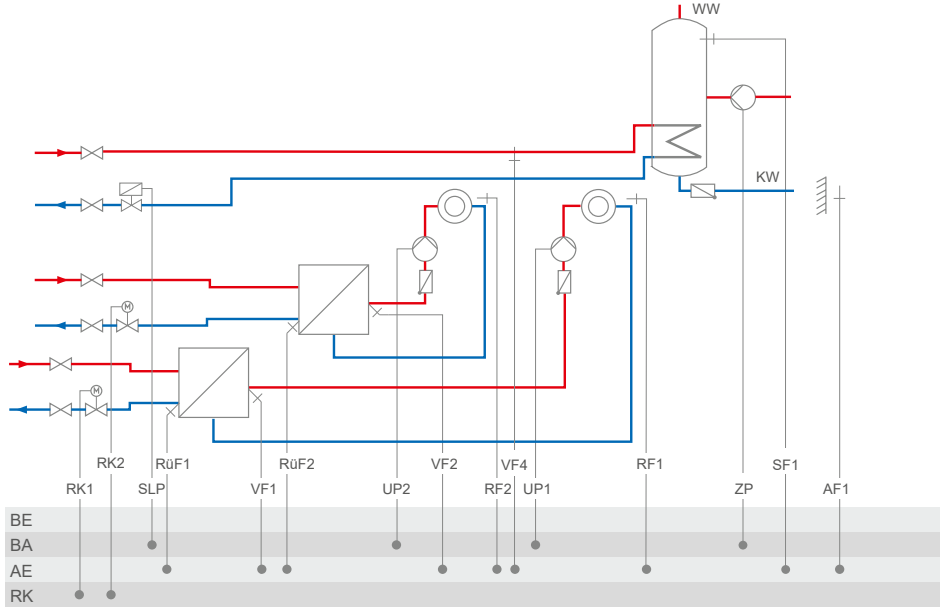 WW
KW
M
M
RK2 RüF1 RüF2 VF2 VF4 RF1 SF1
RK1 SLP VF1 UP2 RF2 UP1 ZP AF1
BE
BA
AE
RK